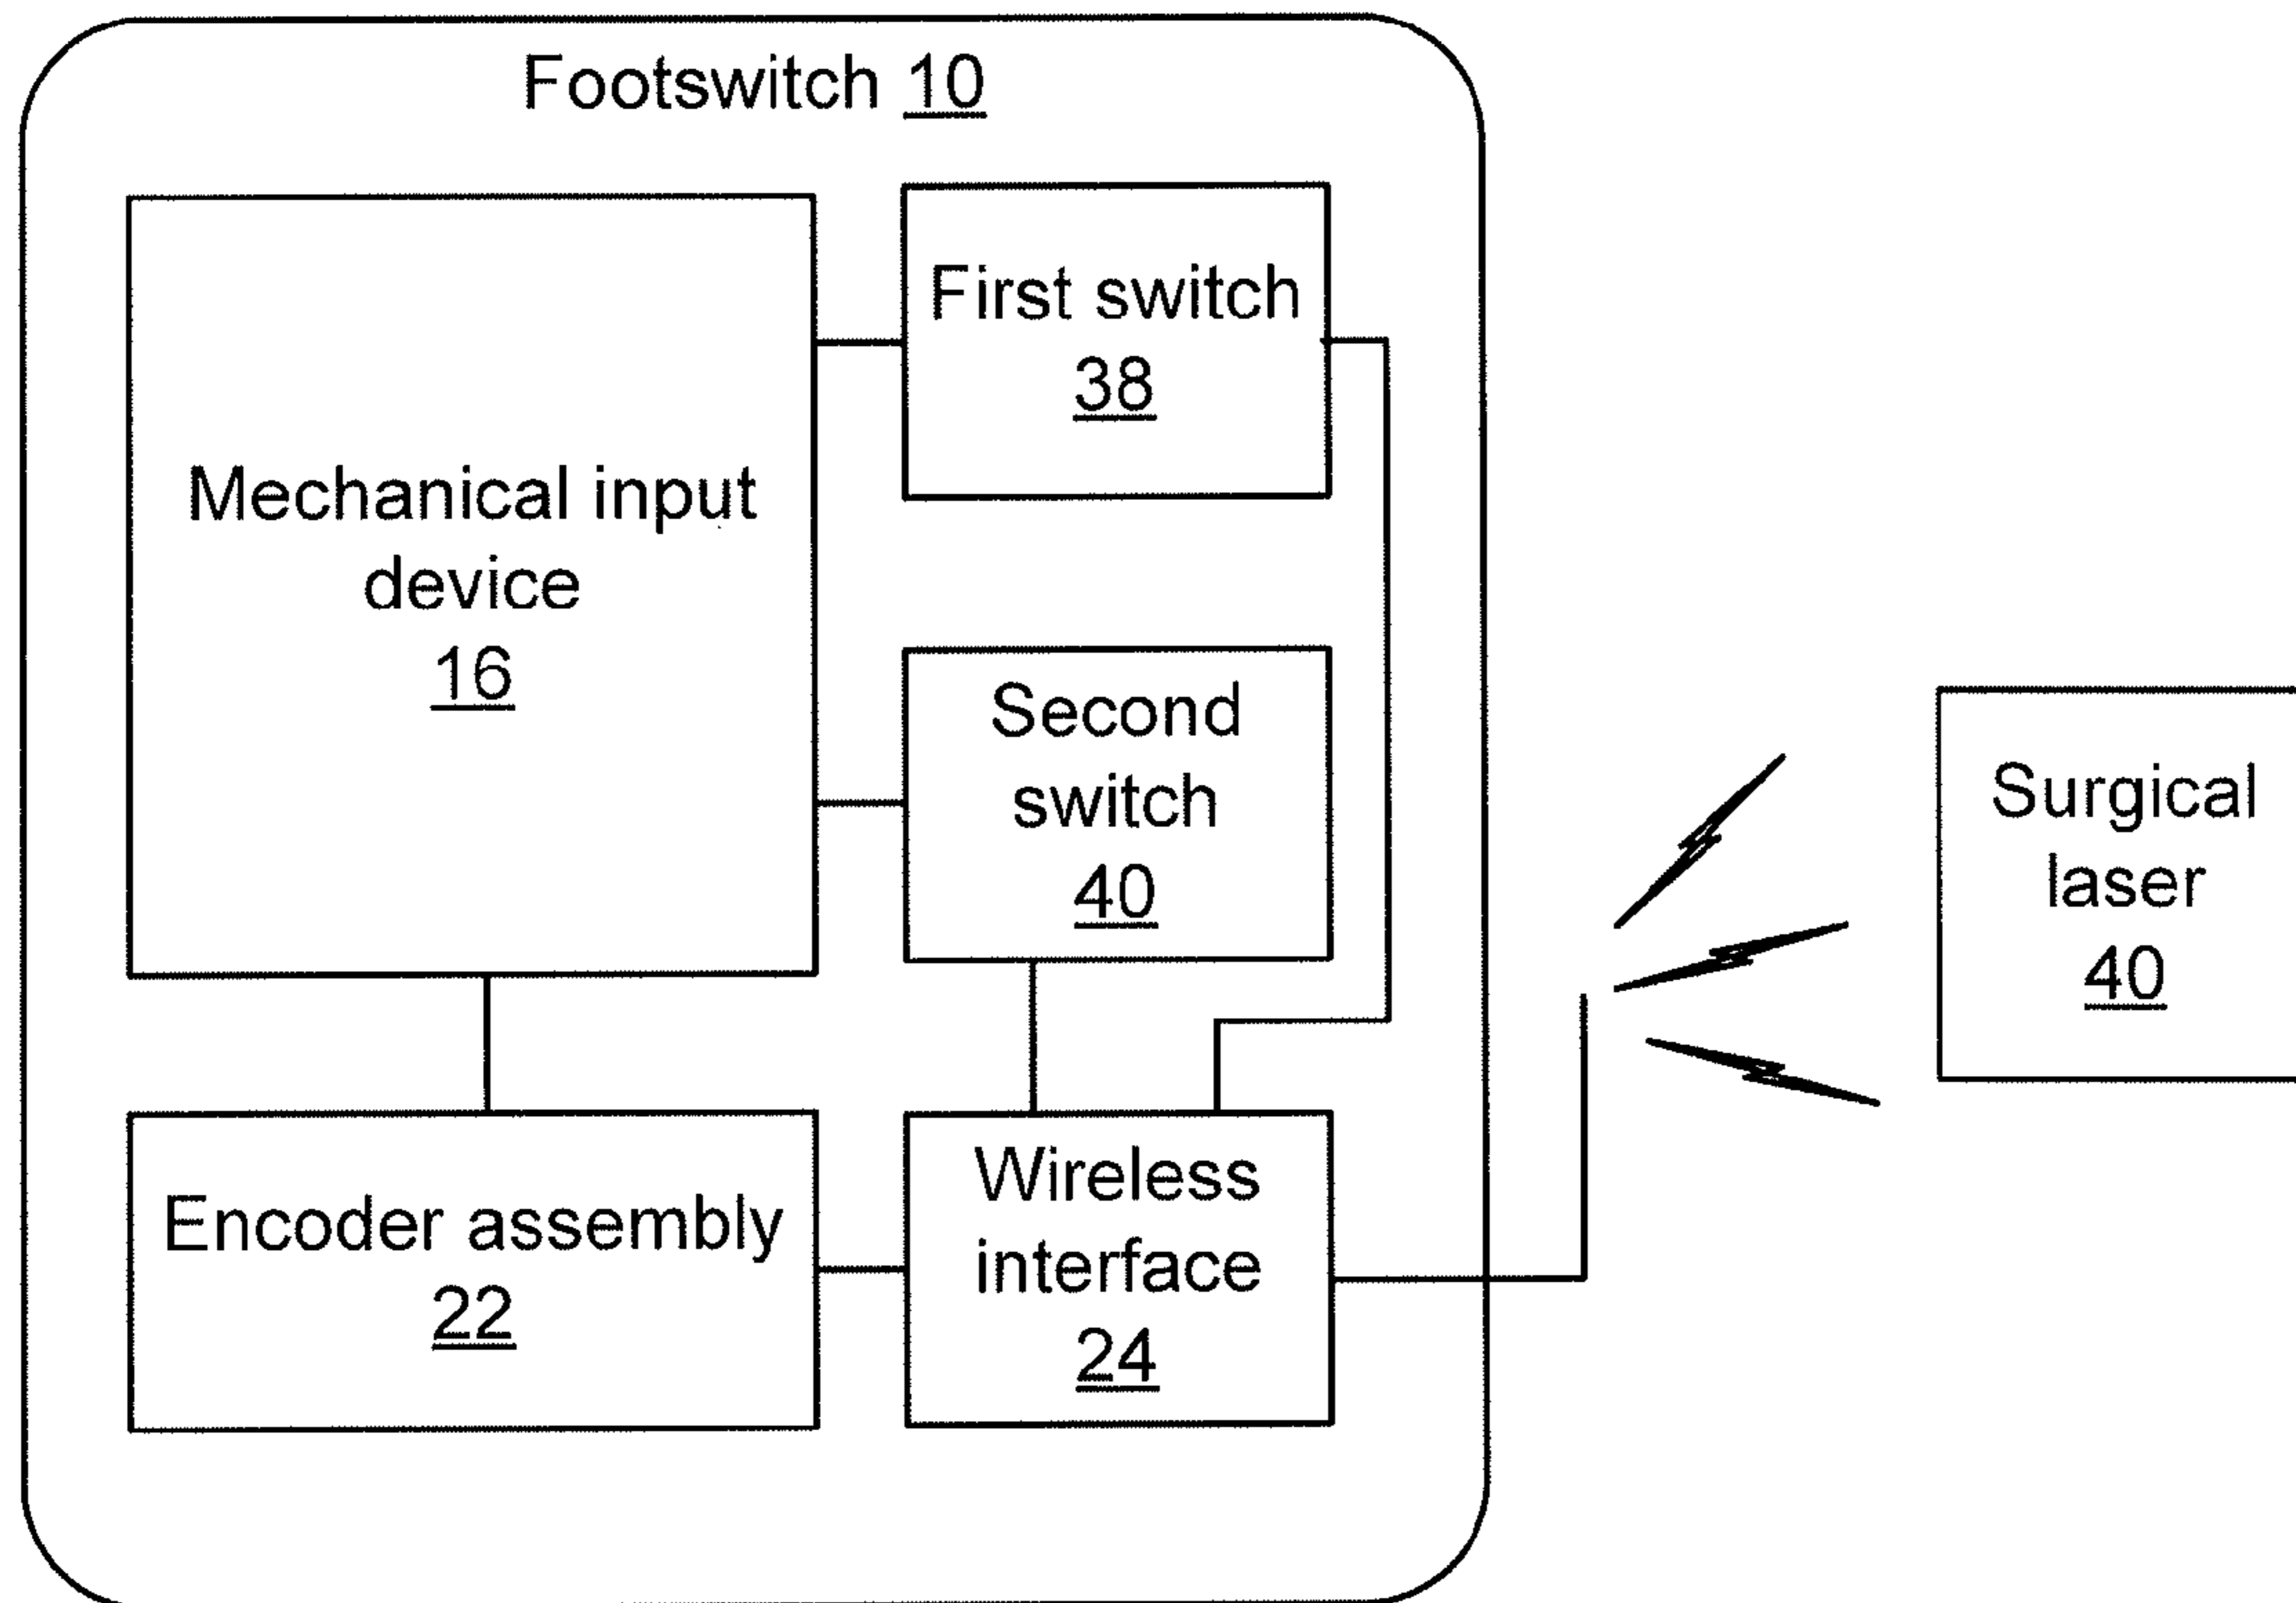 Footswitch 10
First switch
38
Mechanical input
device
16
Second
switch
40
Surgical
laser
40
Encoder assembly
22
Wireless
interface
24